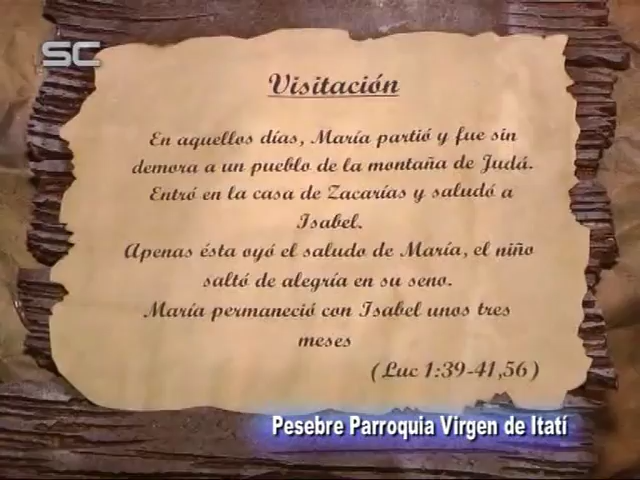 SC
Visitación
En aquellos días, María partió y fue sin
demora a un pueblo de la montaña de Judá.
Entró en la casa de Zacarías y saludó a
Isabel.
Apenas ésta oyó el saludo de María, el niño
saltó de alegría en su seno.
María permaneció con Isabel unos tres
meses
(Luc 1:39-41,56)
Pesebre Parroquia Virgen de Itatí